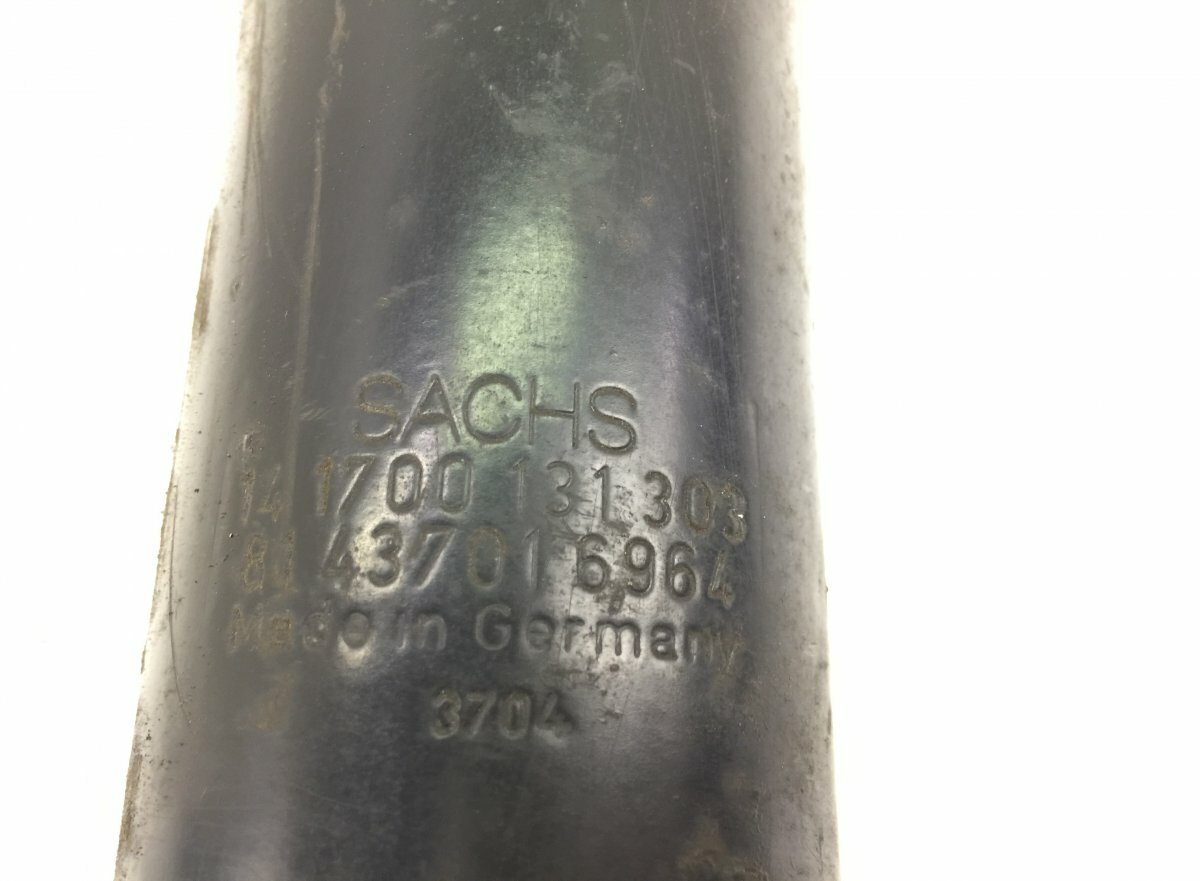 SACHS
14 1700 131 303
81 43701 6964
Made in Germany
3704